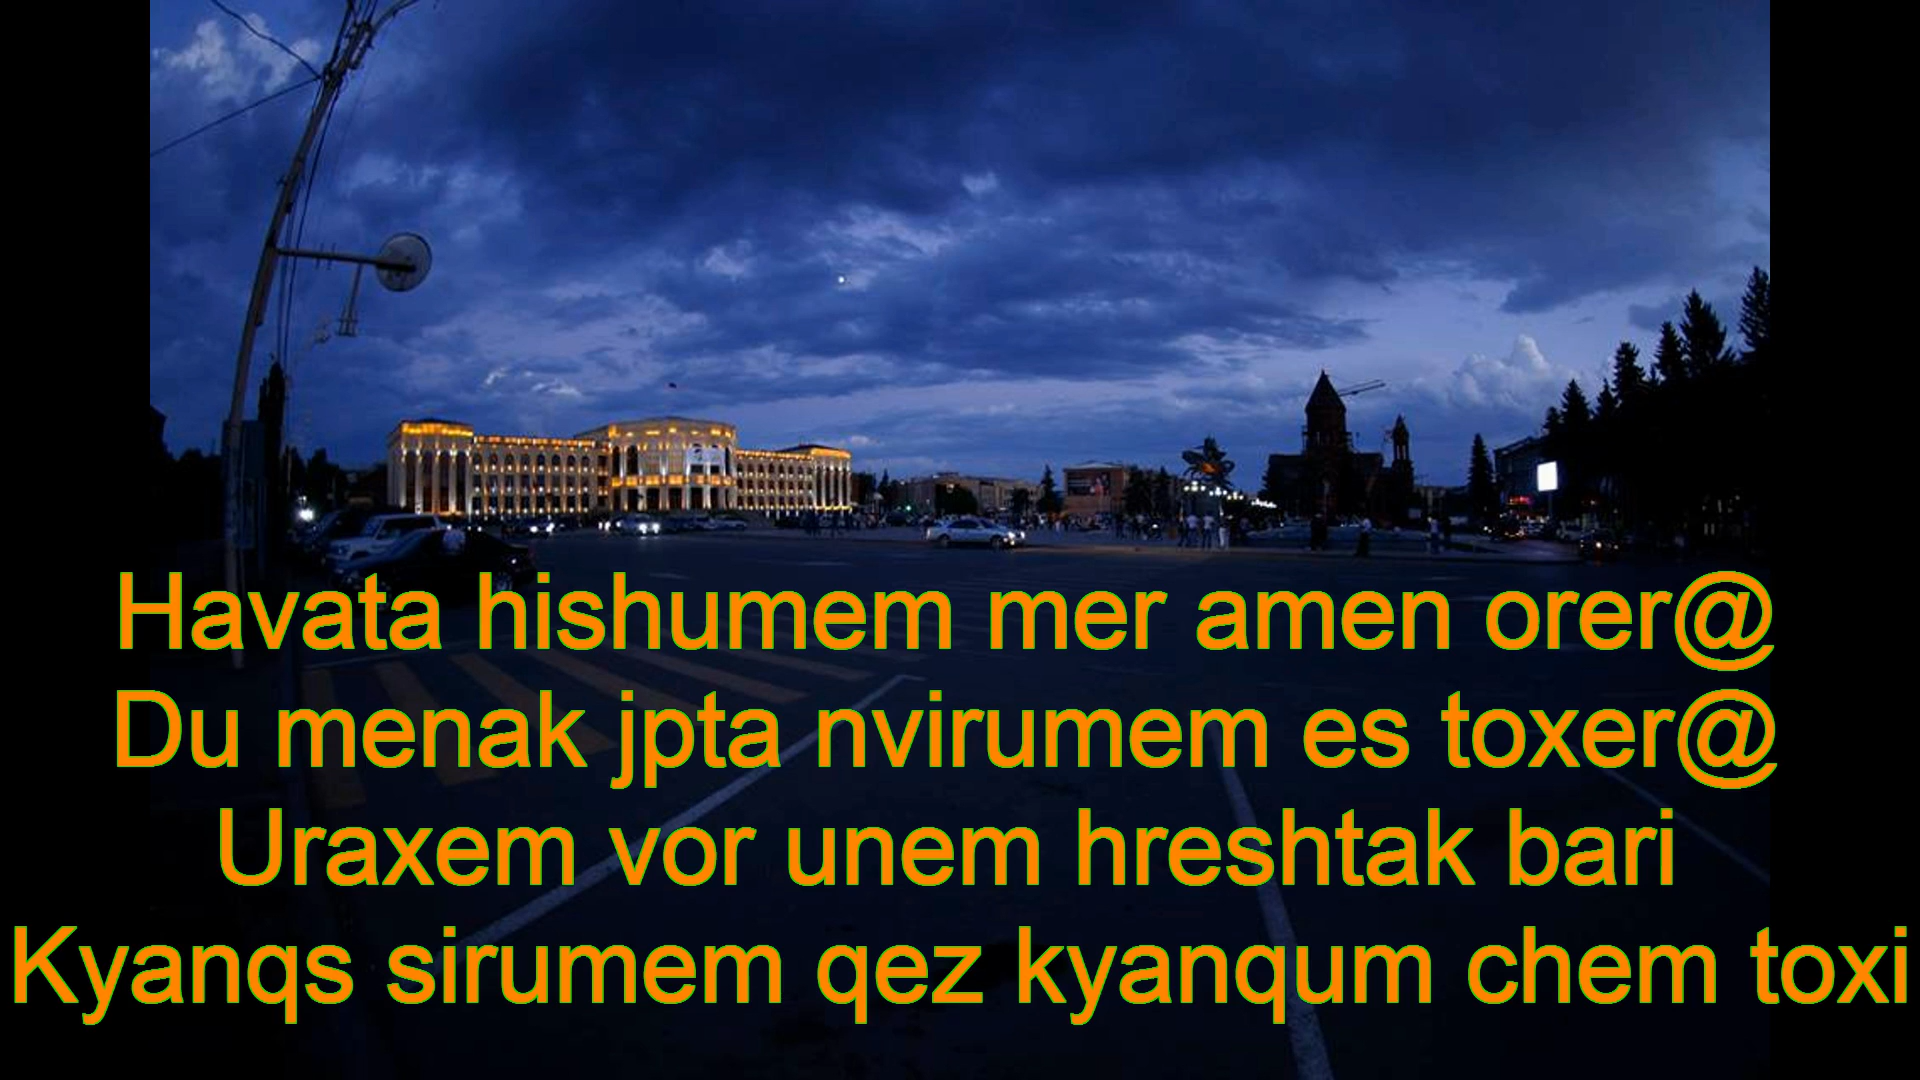 Havata hishumem mer amen orer@
Du menak jpta nvirumem es toxer@
Uraxem vor unem hreshtak bari
Kyanqs sirumem qez kyanqum chem toxi